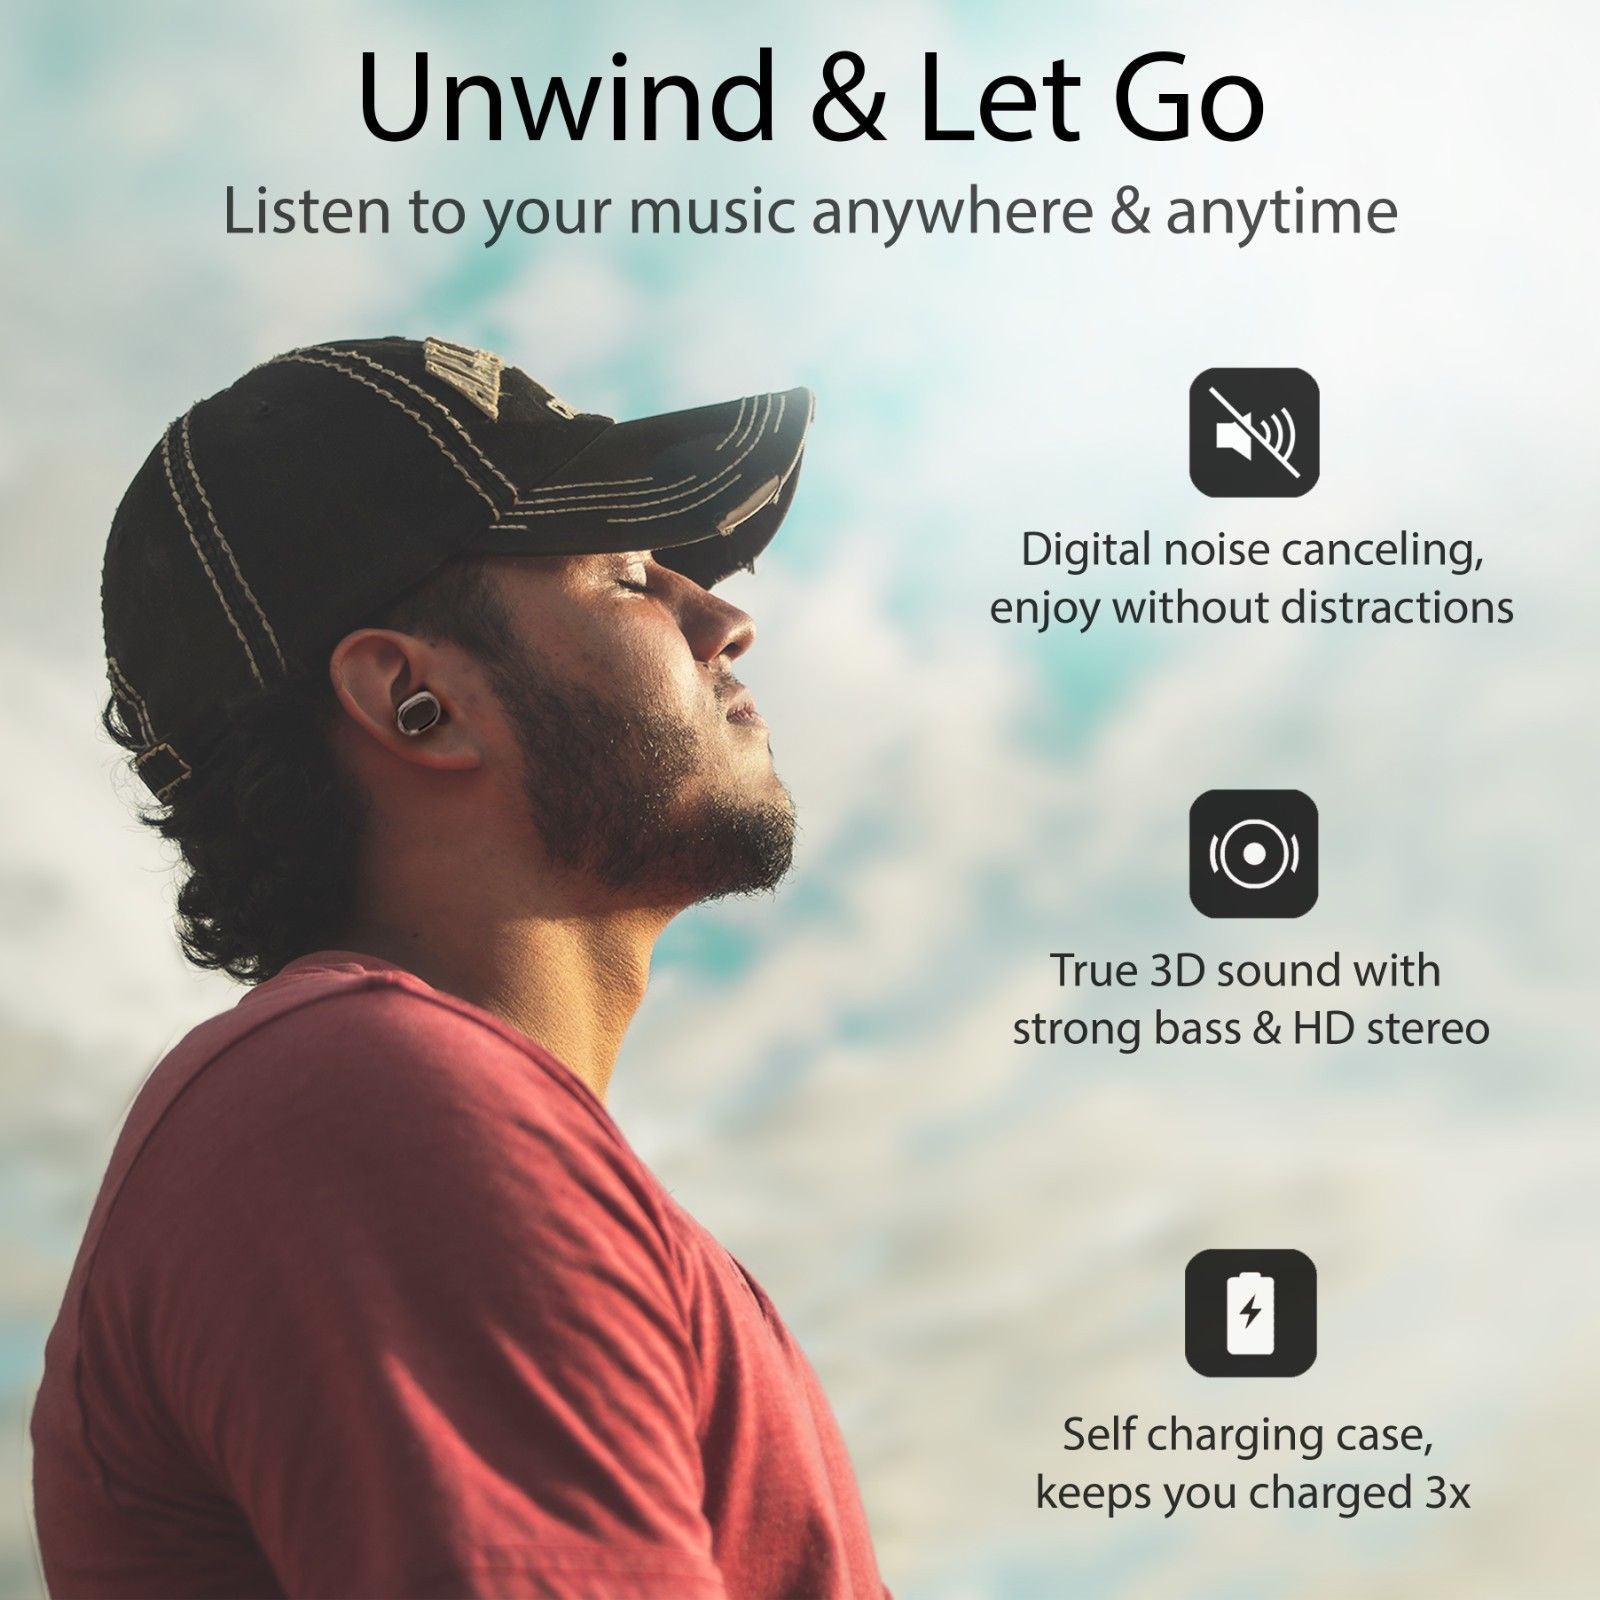 Unwind & Let Go
Listen to your music anywhere & anytime
Digital noise canceling,
enjoy without distractions
True 3D sound with
strong bass & HD stereo
Self charging case,
keeps you charged 3x